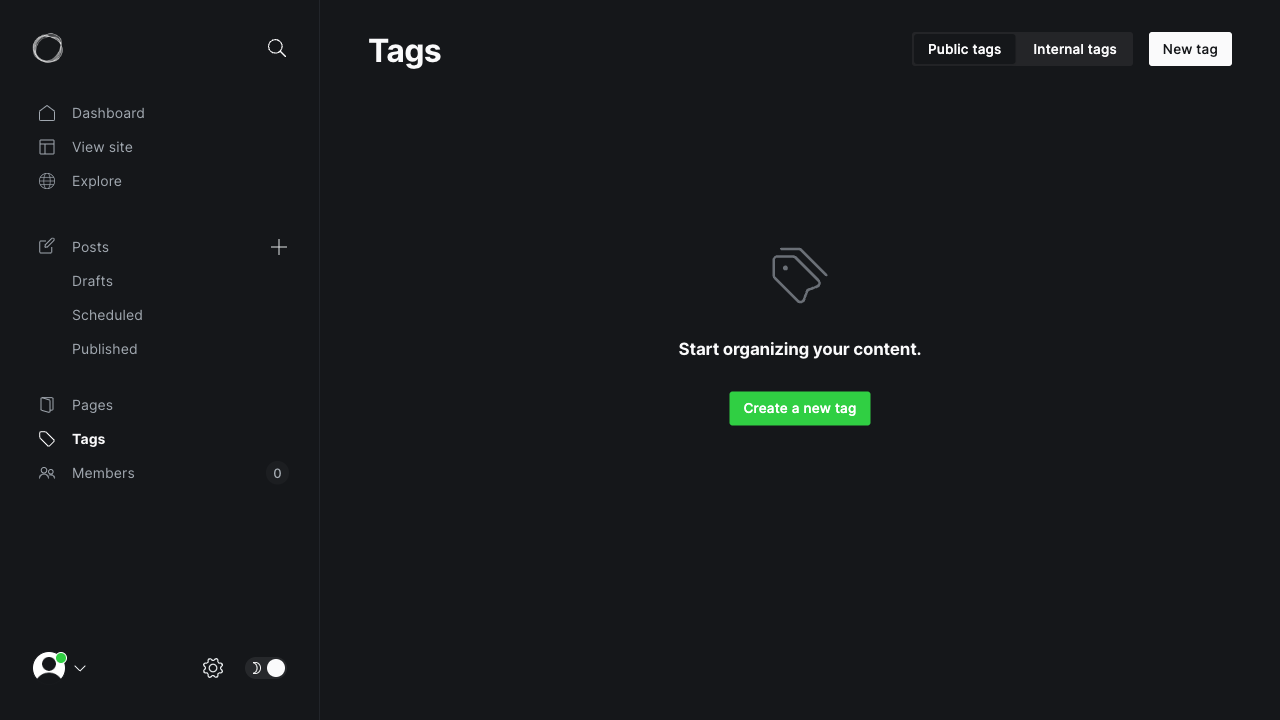 Dashboard
View site
Explore
Posts
Drafts
Scheduled
Published
Pages
Tags
Members 0
Tags
Public tags Internal tags New tag
Start organizing your content.
Create a new tag